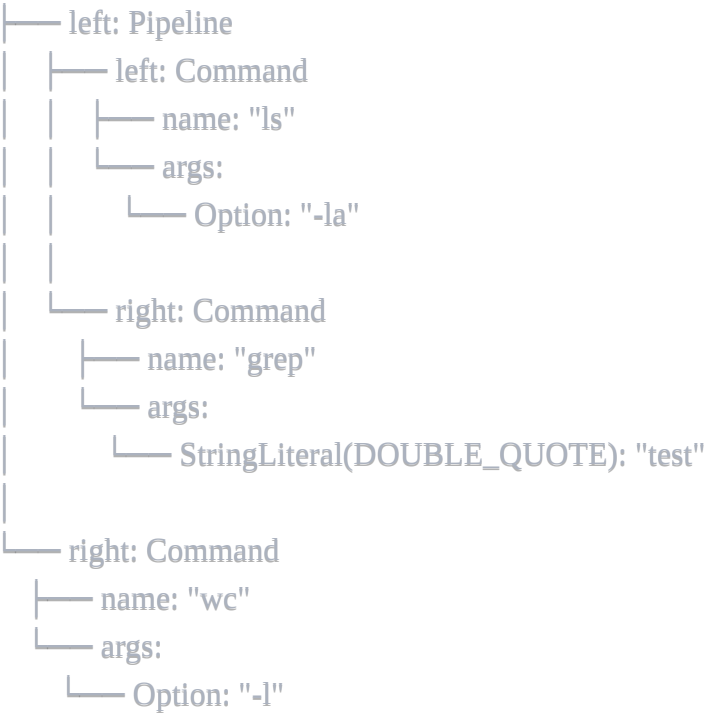 ├── left: Pipeline
│   ├── left: Command
│   │   ├── name: "ls"
│   │   └── args:
│   │       └── Option: "-la"
│   │
│   └── right: Command
│       ├── name: "grep"
│       └── args:
│           └── StringLiteral(DOUBLE_QUOTE): "test"
│
└── right: Command
    ├── name: "wc"
    └── args:
        └── Option: "-l"